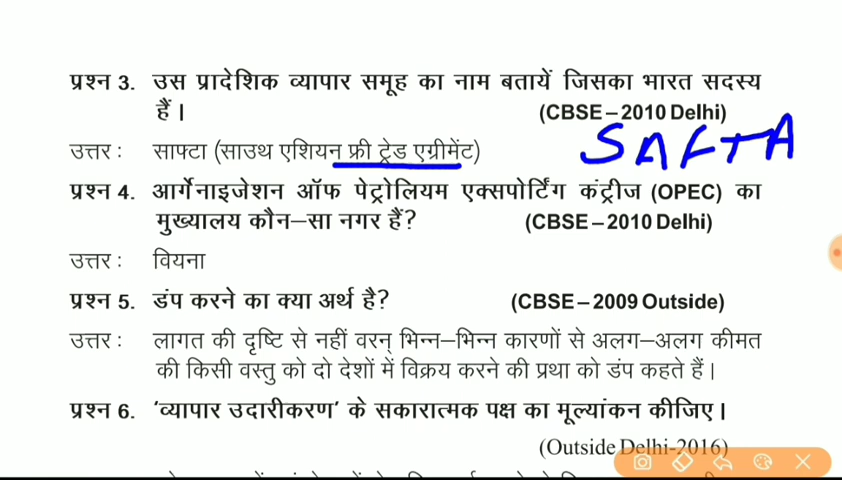 प्रश्न 3. उस प्रादेशिक व्यापार समूह का नाम बतायें जिसका भारत सदस्य
हैं। (CBSE–2010 Delhi)
उत्तर : साफ्टा (साउथ एशियन फ्री ट्रेड एग्रीमेंट)
SAFTA
प्रश्न 4. आर्गेनाइजेशन ऑफ पेट्रोलियम एक्सपोर्टिंग कंट्रीज (OPEC) का
मुख्यालय कौन–सा नगर हैं? (CBSE–2010 Delhi)
उत्तर : वियना
प्रश्न 5. डंप करने का क्या अर्थ है? (CBSE–2009 Outside)
उत्तर : लागत की दृष्टि से नहीं वरन् भिन्न–भिन्न कारणों से अलग–अलग कीमत
की किसी वस्तु को दो देशों में विक्रय करने की प्रथा को डंप कहते हैं।
प्रश्न 6. 'व्यापार उदारीकरण' के सकारात्मक पक्ष का मूल्यांकन कीजिए।
(Outside Delhi-2016)